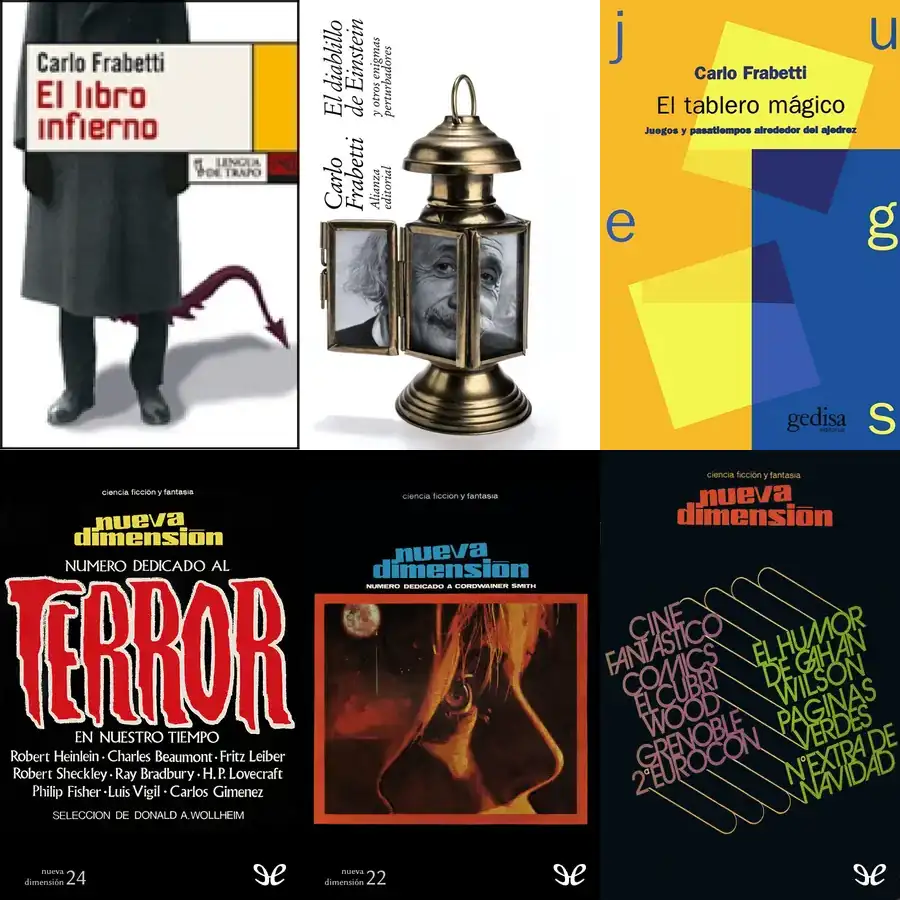 Carlo Frabetti
El libro
infierno
LENGUA
DE TRAPO
El diablillo
de Einstein
y otros enigmas
perturbadores
Carlo
Frabetti
Alianza
editorial
j
u
e
g
s
Carlo Frabetti
El tablero mágico
Juegos y pasatiempos alrededor del ajedrez
gedisa
editorial
ciencia ficción y fantasía
nueva
dimensión
NUMERO DEDICADO AL
TERROR
EN NUESTRO TIEMPO
Robert Heinlein · Charles Beaumont · Fritz Leiber
Robert Sheckley · Ray Bradbury · H.P. Lovecraft
Philip Fisher · Luis Vigil · Carlos Gimenez
SELECCION DE DONALD A.WOLLHEIM
nueva
dimensión 24
ciencia ficcion y fantasia
nueva
dimensión
NUMERO DEDICADO A CORDWAINER SMITH
nueva
dimensión 22
ciencia ficción y fantasía
nueva
dimensión
CINE
FANTÁSTICO
COMICS
EL CUBRI
WOOD
GRENOBLE
2º EUROCON
EL HUMOR
DE GAHAN
WILSON
PAGINAS
VERDES
Nº EXTRA DE
NAVIDAD